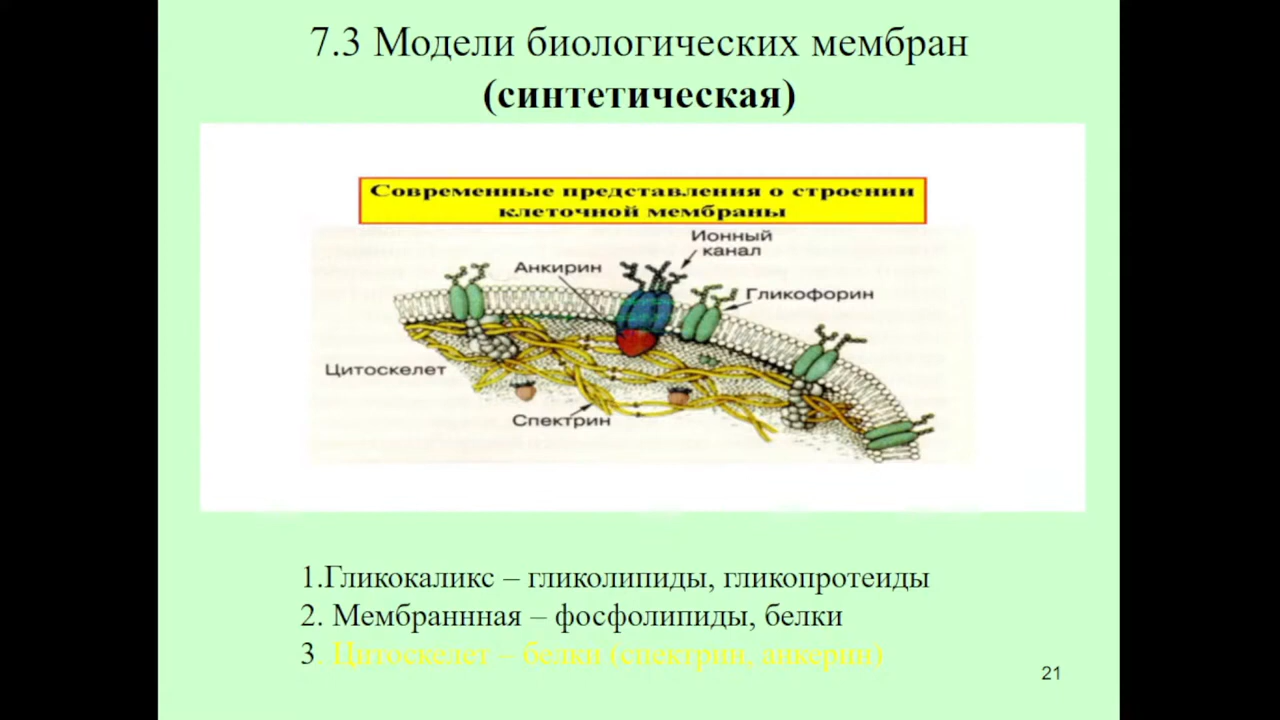 7.3 Модели биологических мембран
(синтетическая)
Современные представления о строении
клеточной мембраны
Ионный
канал
Анкирин
Гликофорин
Цитоскелет
Спектрин
1.Гликокаликс – гликолипиды, гликопротеиды
2. Мембраннная – фосфолипиды, белки
3. Цитоскелет – белки (спектрин, анкерин)
21